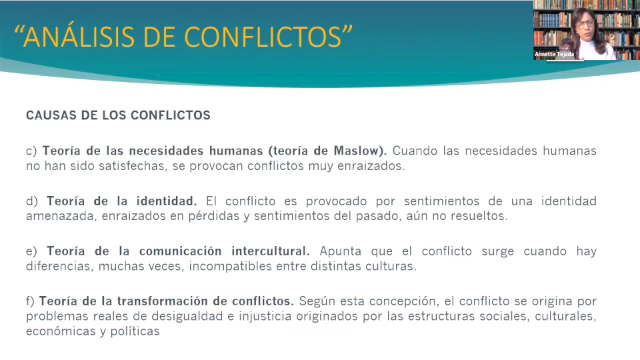 “ANÁLISIS DE CONFLICTOS”
Annette Tejada
CAUSAS DE LOS CONFLICTOS
c) Teoría de las necesidades humanas (teoría de Maslow). Cuando las necesidades humanas
no han sido satisfechas, se provocan conflictos muy enraizados.
d) Teoría de la identidad. El conflicto es provocado por sentimientos de una identidad
amenazada, enraizados en pérdidas y sentimientos del pasado, aún no resueltos.
e) Teoría de la comunicación intercultural. Apunta que el conflicto surge cuando hay
diferencias, muchas veces, incompatibles entre distintas culturas.
f) Teoría de la transformación de conflictos. Según esta concepción, el conflicto se origina por
problemas reales de desigualdad e injusticia originados por las estructuras sociales, culturales,
económicas y políticas